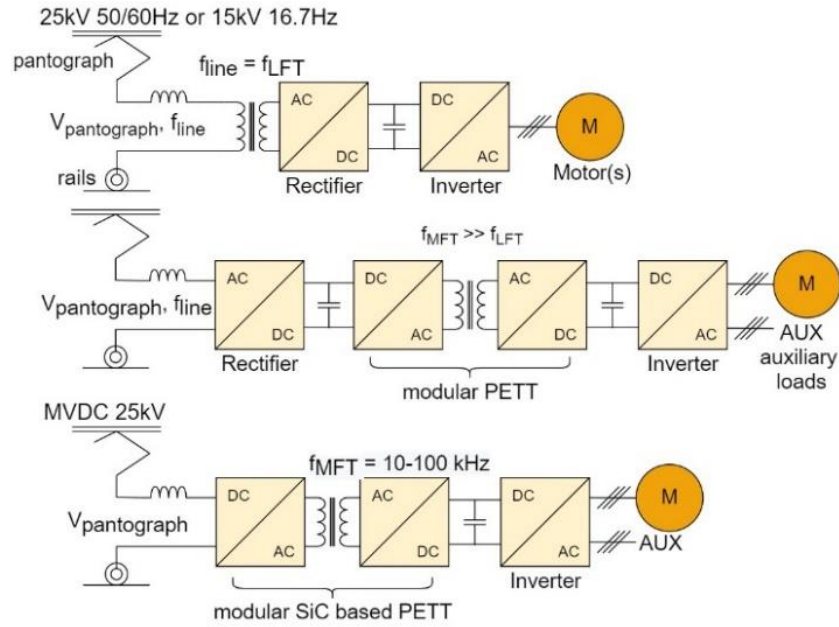 25kV 50/60Hz or 15kV 16.7Hz
pantograph
fline = fLFT
AC
DC
DC
AC
M
Vpantograph, fline
rails
Rectifier
Inverter
Motor(s)
fMFT >> fLFT
AC
DC
DC
AC
AC
DC
DC
AC
M
Vpantograph, fline
Rectifier
Inverter
AUX
auxiliary
loads
modular PETT
MVDC 25kV
fMFT = 10-100 kHz
DC
AC
AC
DC
DC
AC
M
Vpantograph
AUX
Inverter
modular SiC based PETT